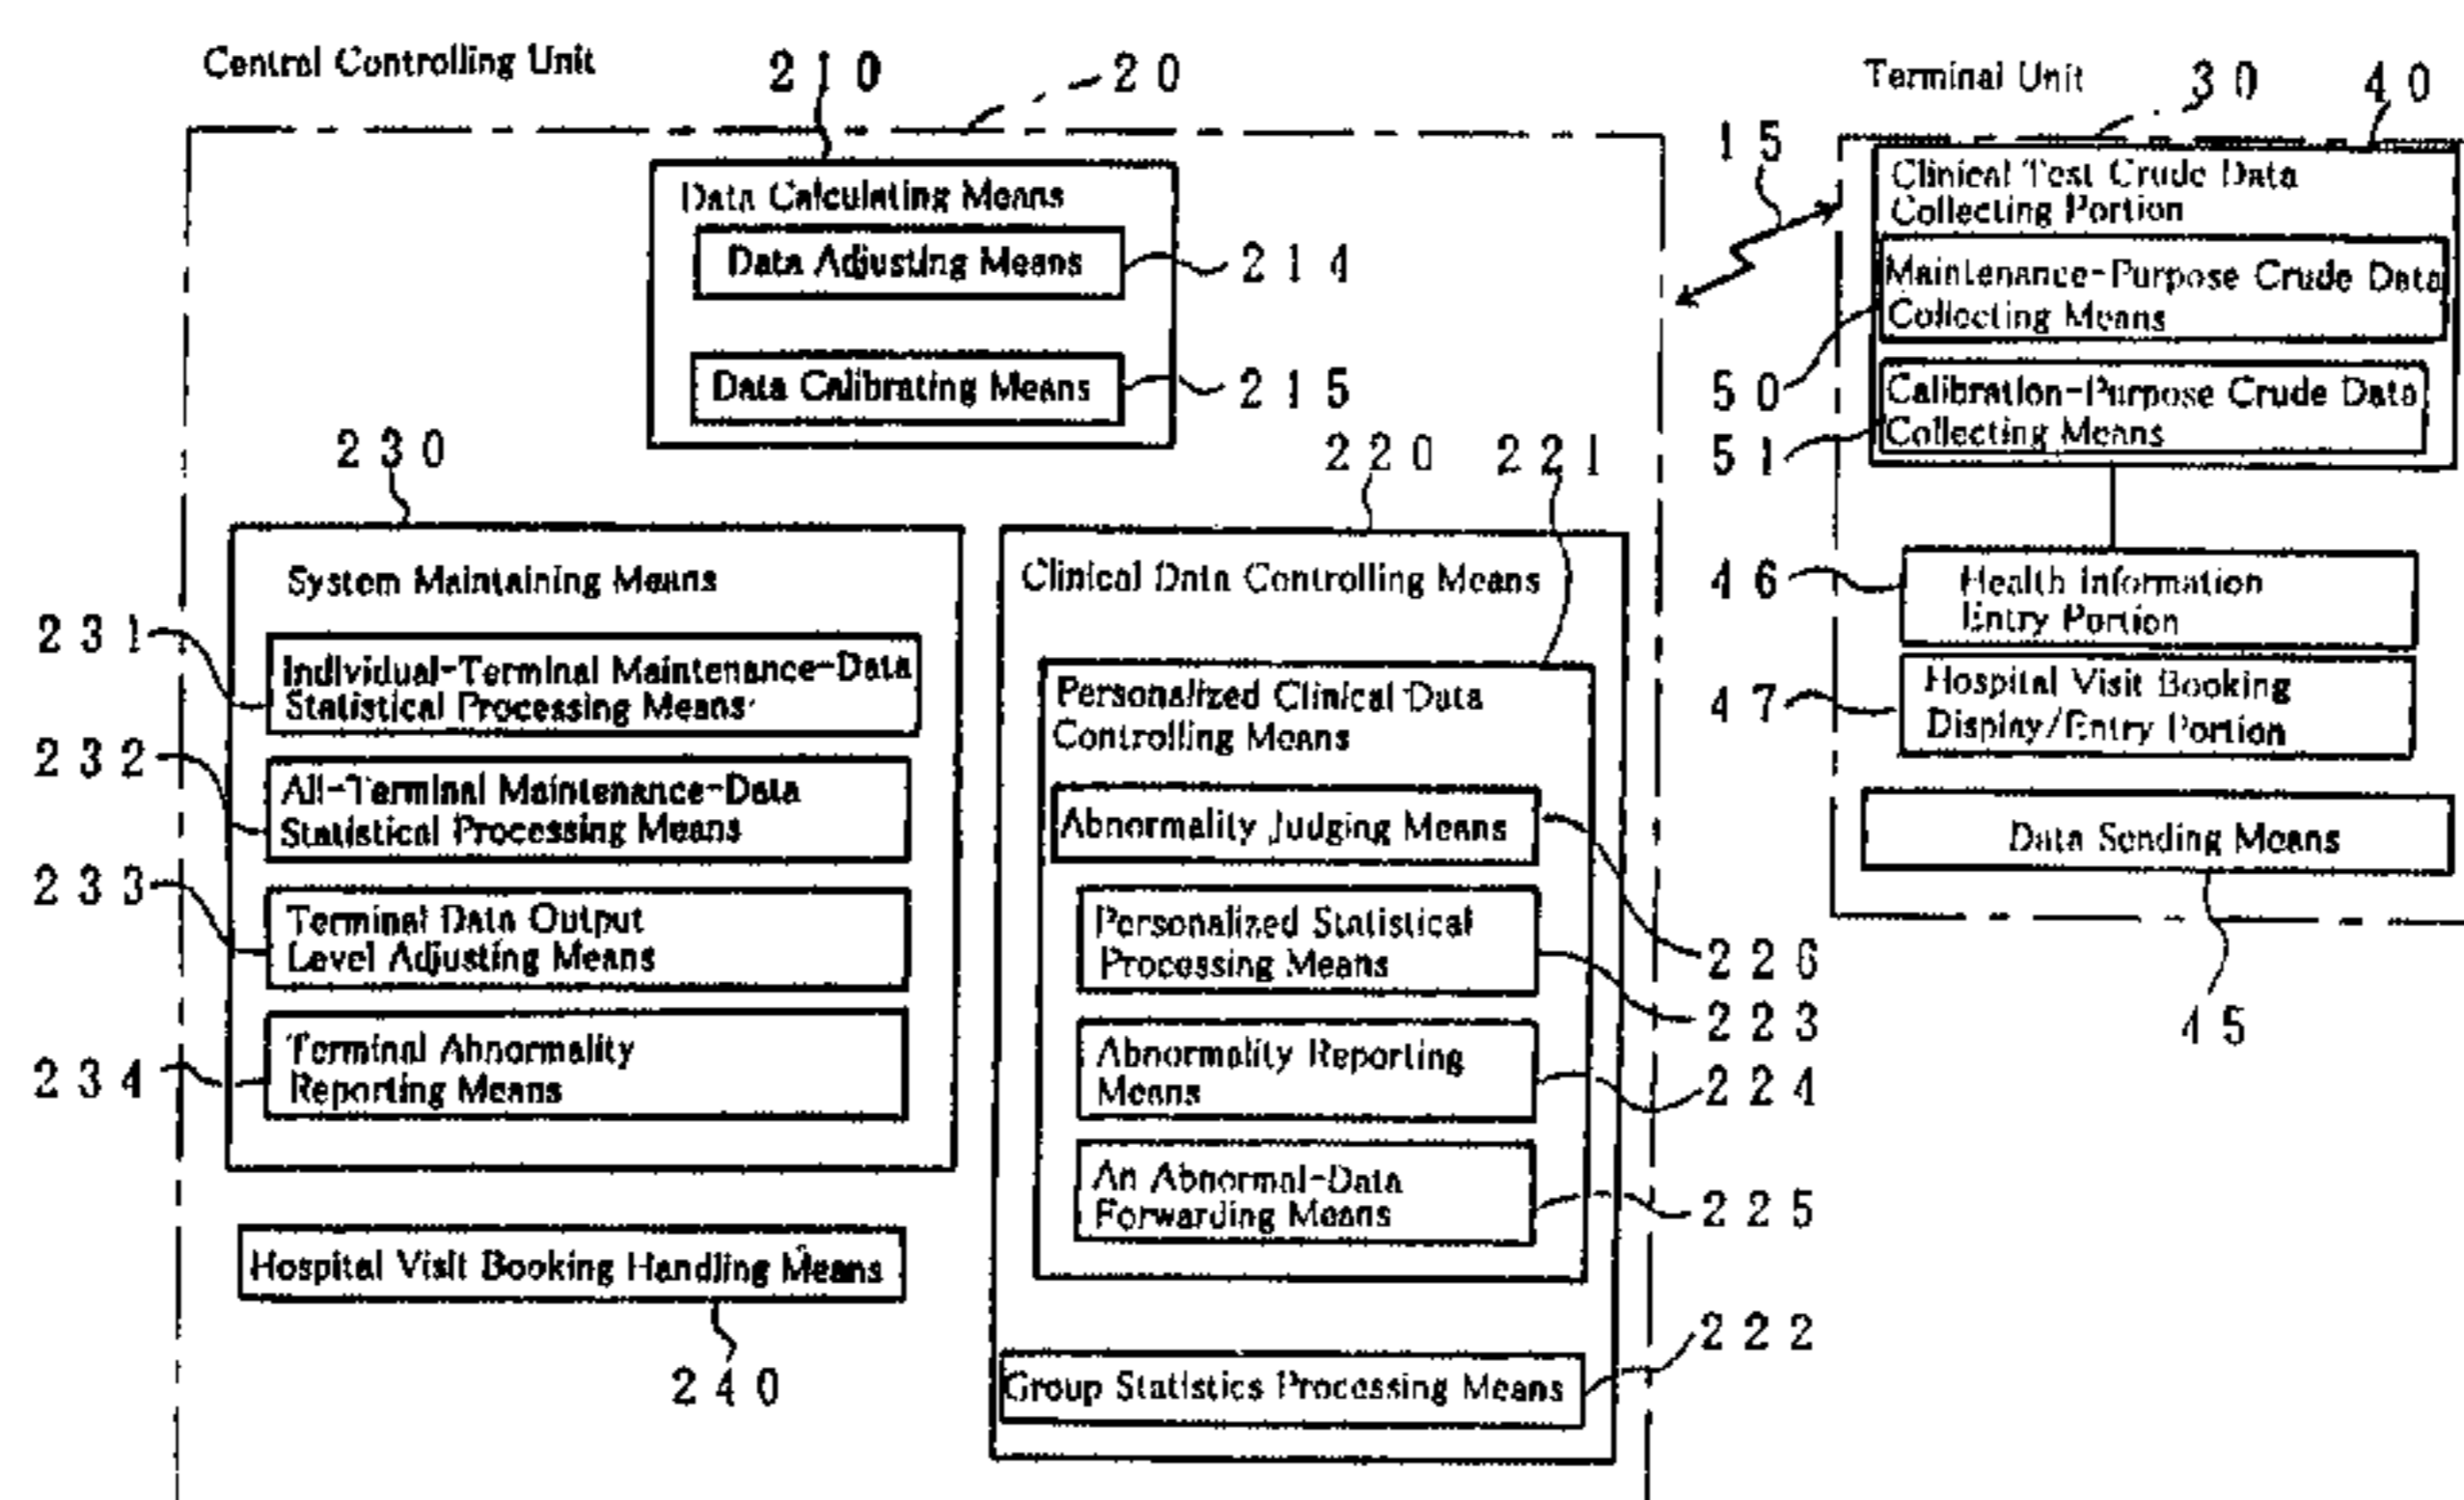 Central Controlling Unit
210
20
Data Calculating Means
Data Adjusting Means
214
Data Calibrating Means
215
230
System Maintaining Means
231
Individual-Terminal Maintenance-Data
Statistical Processing Means
232
All-Terminal Maintenance-Data
Statistical Processing Means
233
Terminal Data Output
Level Adjusting Means
234
Terminal Abnormality
Reporting Means
Hospital Visit Booking Handling Means
240
220
221
Clinical Data Controlling Means
Personalized Clinical Data
Controlling Means
Abnormality Judging Means
226
Personalized Statistical
Processing Means
223
Abnormality Reporting
Means
224
An Abnormal-Data
Forwarding Means
225
Group Statistics Processing Means
222
15
Terminal Unit
30
40
Clinical Test Crude Data
Collecting Portion
Maintenance-Purpose Crude Data
Collecting Means
50
Calibration-Purpose Crude Data
Collecting Means
51
46
Health Information
Entry Portion
47
Hospital Visit Booking
Display/Entry Portion
Data Sending Means
45